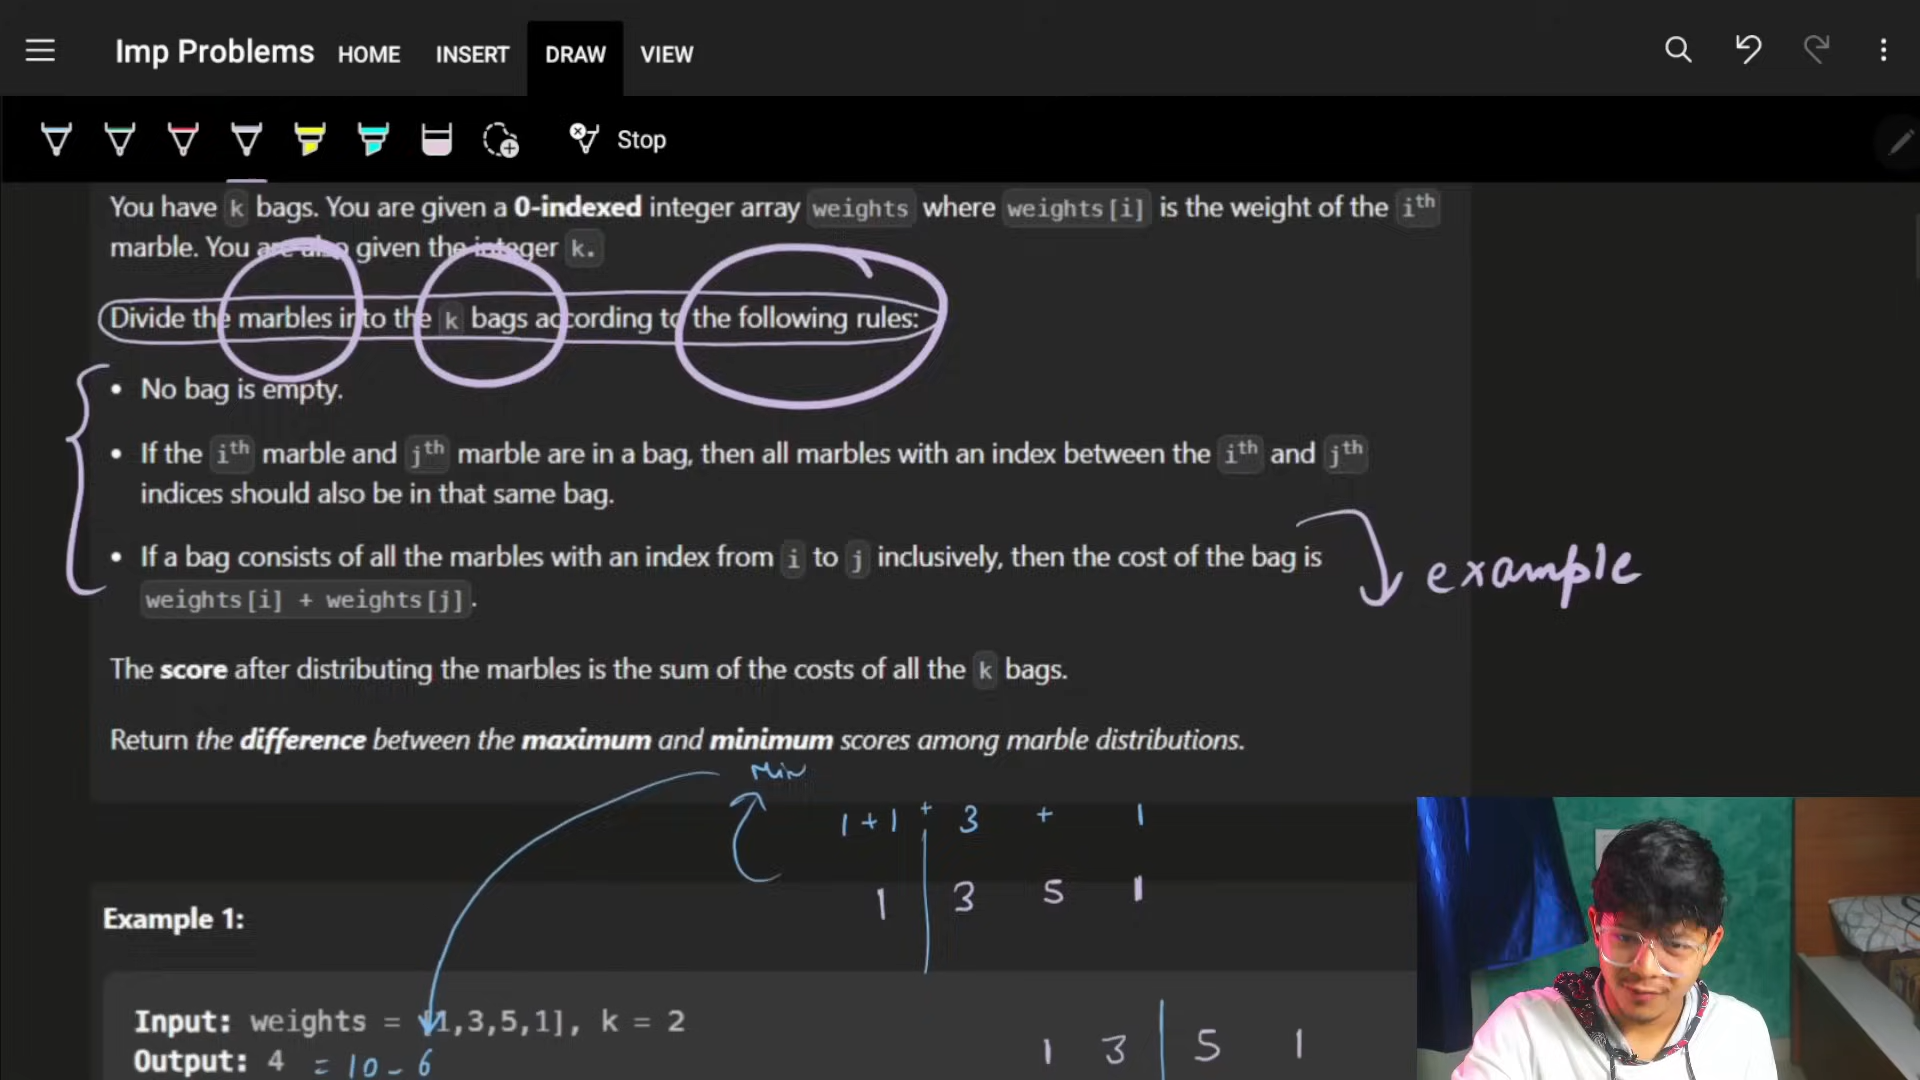 Imp Problems HOME INSERT DRAW VIEW
Stop
You have k bags. You are given a 0-indexed integer array weights where weights[i] is the weight of the ith
marble. You are also given the integer k.
Divide the marbles into the k bags according to the following rules:
• No bag is empty.
• If the ith marble and jth marble are in a bag, then all marbles with an index between the ith and jth
indices should also be in that same bag.
• If a bag consists of all the marbles with an index from i to j inclusively, then the cost of the bag is
weights[i] + weights[j].
example
The score after distributing the marbles is the sum of the costs of all the k bags.
Return the difference between the maximum and minimum scores among marble distributions.
Min
1 + 1 + 3 + 1
1 3 5 1
Example 1:
Input: weights = [1,3,5,1], k = 2
Output: 4 = 10 - 6
1 3 5 1